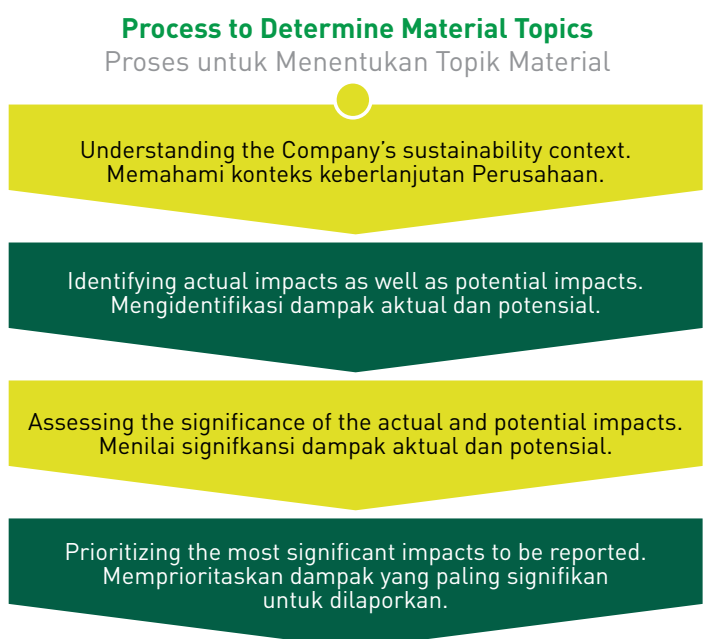 Process to Determine Material Topics
Proses untuk Menentukan Topik Material
Understanding the Company's sustainability context.
Memahami konteks keberlanjutan Perusahaan.
Identifying actual impacts as well as potential impacts.
Mengidentifikasi dampak aktual dan potensial.
Assessing the significance of the actual and potential impacts.
Menilai signifkansi dampak aktual dan potensial.
Prioritizing the most significant impacts to be reported.
Memprioritaskan dampak yang paling signifikan
untuk dilaporkan.